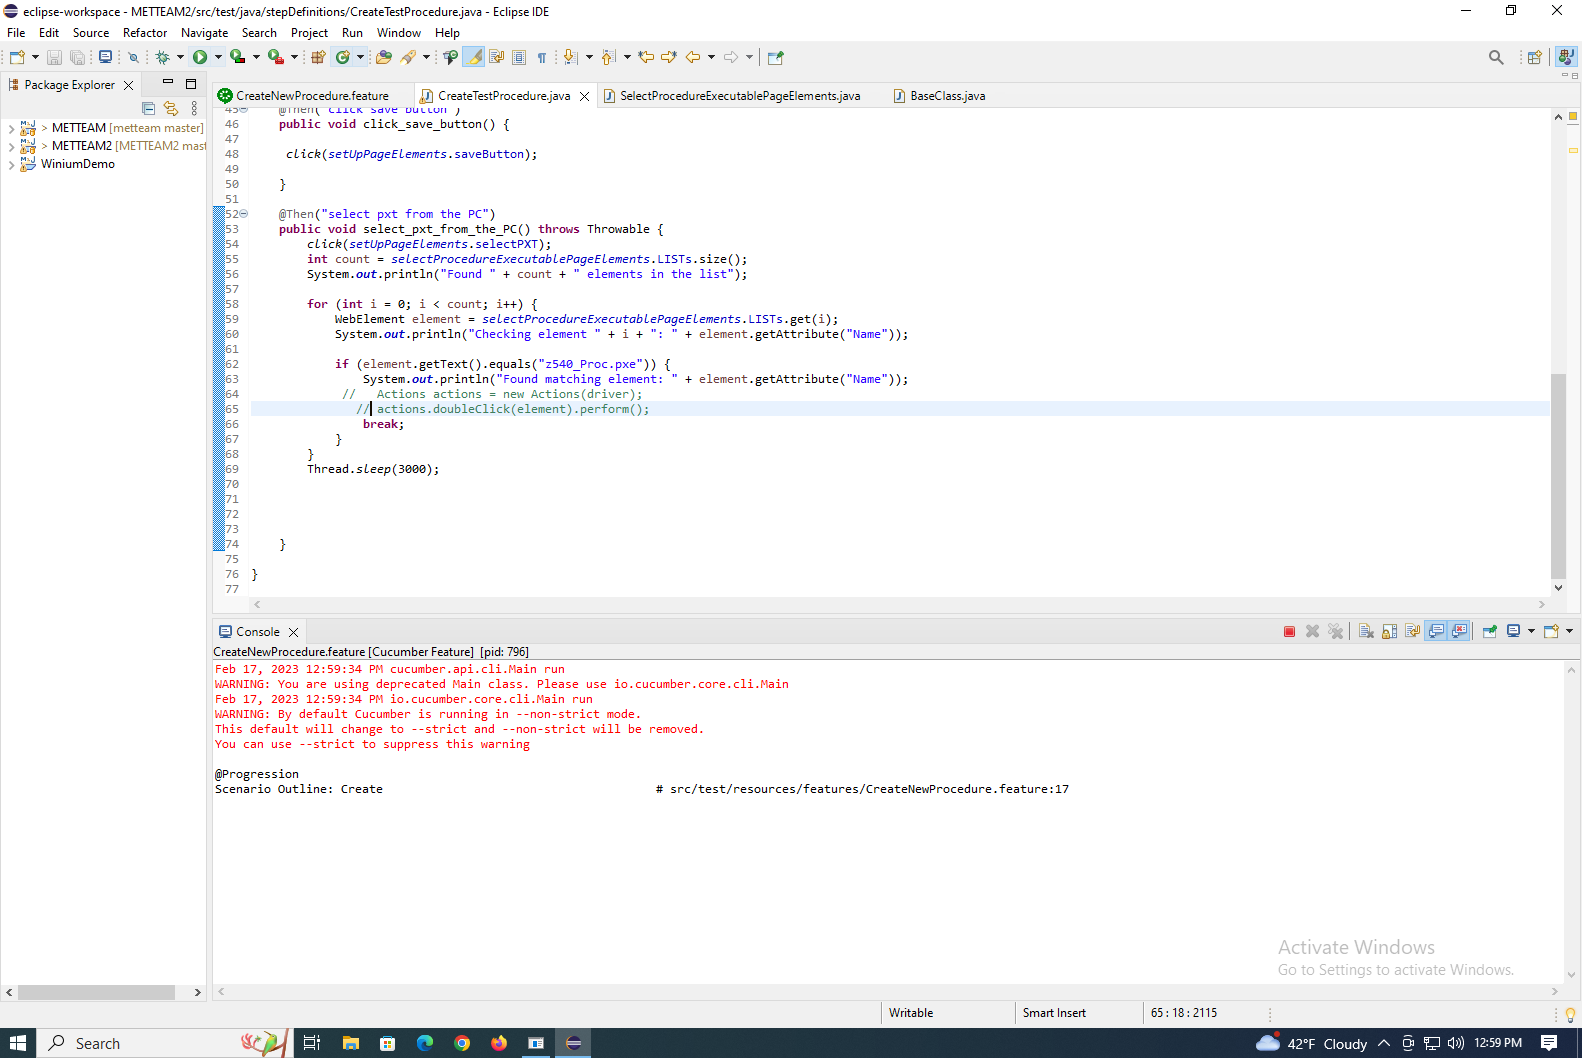 eclipse-workspace - METTEAM2/src/test/java/stepDefinitions/CreateTestProcedure.java - Eclipse IDE
File Edit Source Refactor Navigate Search Project Run Window Help
Package Explorer
CreateNewProcedure.feature CreateTestProcedure.java SelectProcedureExecutablePageElements.java BaseClass.java
> METTEAM [metteam master]
> METTEAM2 [METTEAM2 mast
WiniumDemo
45 @Then("click save button")
46 public void click_save_button() {
47
48 click(setUpPageElements.saveButton);
49
50 }
51
52 @Then("select pxt from the PC")
53 public void select_pxt_from_the_PC() throws Throwable {
54 click(setUpPageElements.selectPXT);
55 int count = selectProcedureExecutablePageElements.LISTs.size();
56 System.out.println("Found " + count + " elements in the list");
57
58 for (int i = 0; i < count; i++) {
59 WebElement element = selectProcedureExecutablePageElements.LISTs.get(i);
60 System.out.println("Checking element " + i + ": " + element.getAttribute("Name"));
61
62 if (element.getText().equals("z540_Proc.pxe")) {
63 System.out.println("Found matching element: " + element.getAttribute("Name"));
64 // Actions actions = new Actions(driver);
65 // actions.doubleClick(element).perform();
66 break;
67 }
68 }
69 Thread.sleep(3000);
70
71
72
73
74 }
75
76 }
77
Console
CreateNewProcedure.feature [Cucumber Feature] [pid: 796]
Feb 17, 2023 12:59:34 PM cucumber.api.cli.Main run
WARNING: You are using deprecated Main class. Please use io.cucumber.core.cli.Main
Feb 17, 2023 12:59:34 PM io.cucumber.core.cli.Main run
WARNING: By default Cucumber is running in --non-strict mode.
This default will change to --strict and --non-strict will be removed.
You can use --strict to suppress this warning
@Progression
Scenario Outline: Create # src/test/resources/features/CreateNewProcedure.feature:17
Activate Windows
Go to Settings to activate Windows.
Writable Smart Insert 65 : 18 : 2115
Search 42°F Cloudy 12:59 PM